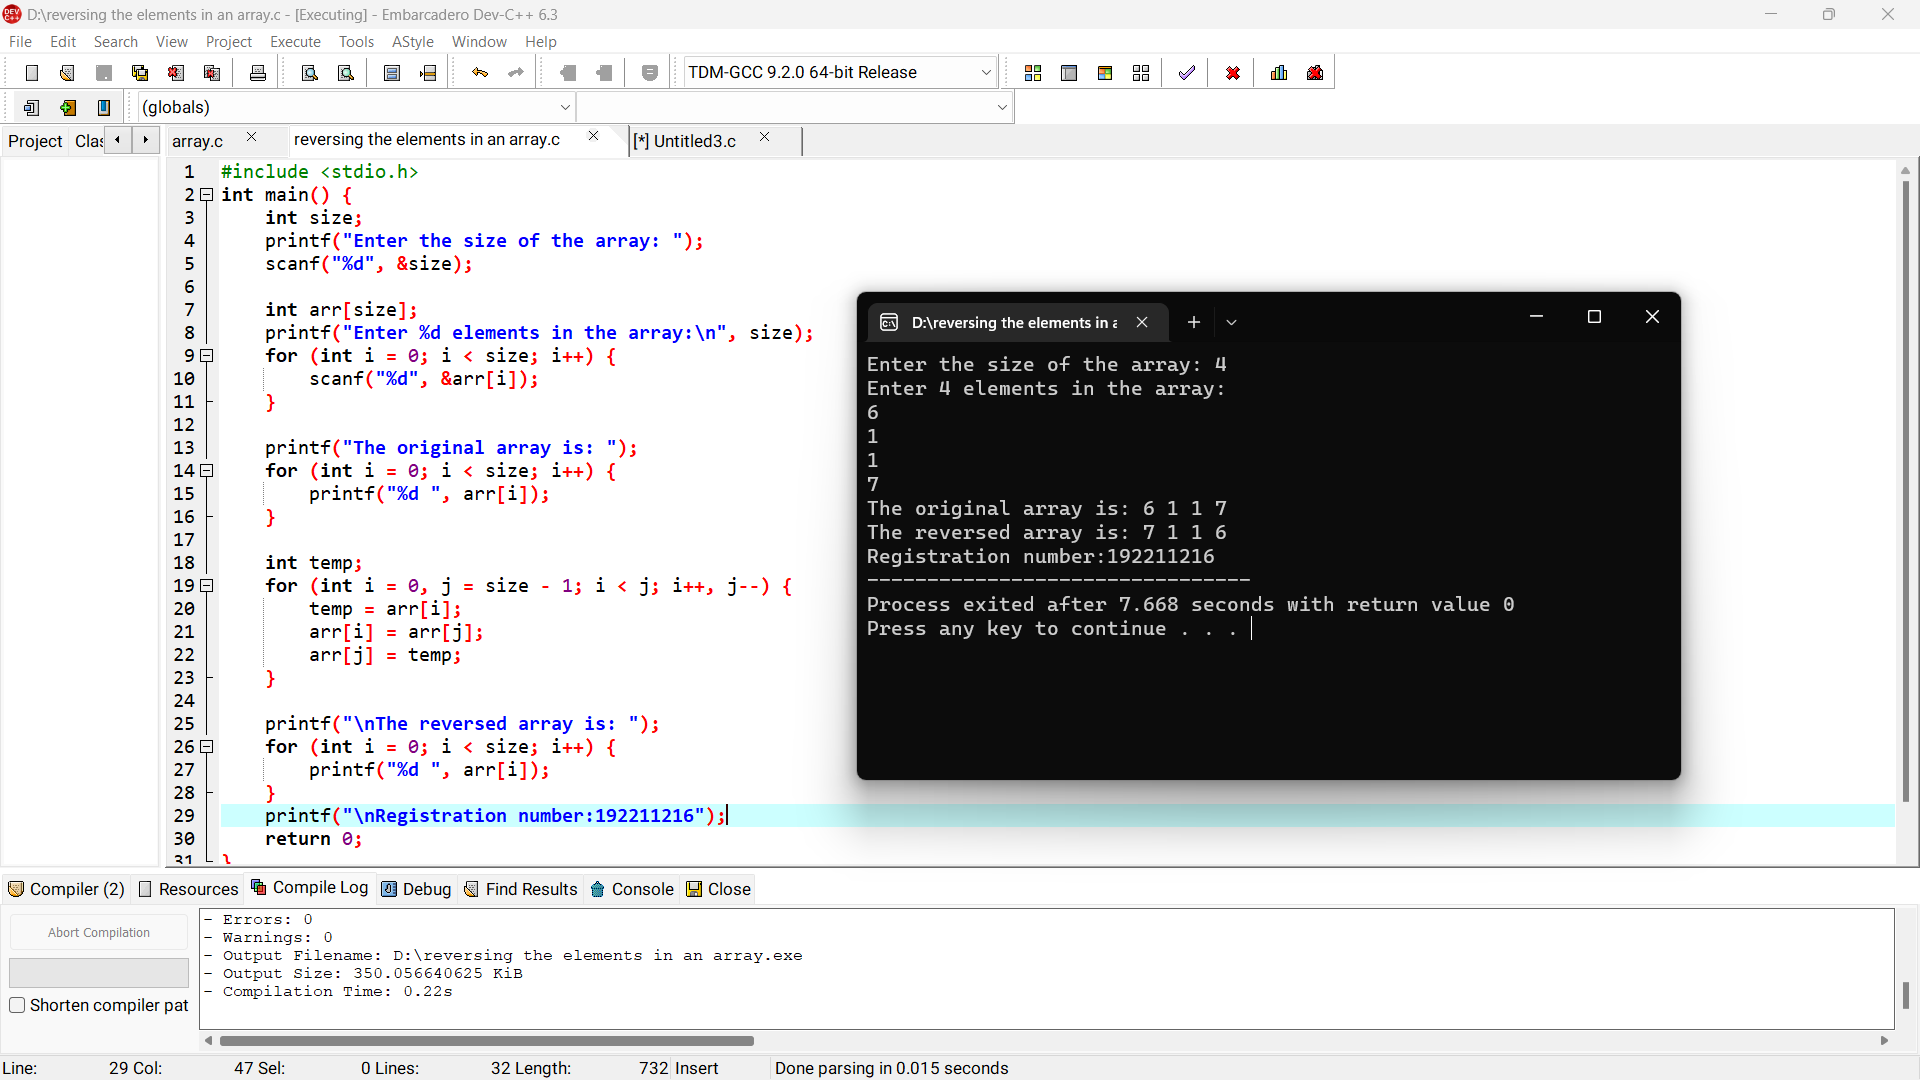 D:\reversing the elements in an array.c - [Executing] - Embarcadero Dev-C++ 6.3
File Edit Search View Project Execute Tools AStyle Window Help
TDM-GCC 9.2.0 64-bit Release
(globals)
Project Clas array.c reversing the elements in an array.c [*] Untitled3.c
1 #include <stdio.h>
2 int main() {
3 int size;
4 printf("Enter the size of the array: ");
5 scanf("%d", &size);
6
7 int arr[size];
8 printf("Enter %d elements in the array:\n", size);
9 for (int i = 0; i < size; i++) {
10 scanf("%d", &arr[i]);
11 }
12
13 printf("The original array is: ");
14 for (int i = 0; i < size; i++) {
15 printf("%d ", arr[i]);
16 }
17
18 int temp;
19 for (int i = 0, j = size - 1; i < j; i++, j--) {
20 temp = arr[i];
21 arr[i] = arr[j];
22 arr[j] = temp;
23 }
24
25 printf("\nThe reversed array is: ");
26 for (int i = 0; i < size; i++) {
27 printf("%d ", arr[i]);
28 }
29 printf("\nRegistration number:192211216");
30 return 0;
31 }
D:\reversing the elements in a
Enter the size of the array: 4
Enter 4 elements in the array:
6
1
1
7
The original array is: 6 1 1 7
The reversed array is: 7 1 1 6
Registration number:192211216
--------------------------------
Process exited after 7.668 seconds with return value 0
Press any key to continue . . .
Compiler (2) Resources Compile Log Debug Find Results Console Close
Abort Compilation
Shorten compiler pat
- Errors: 0
- Warnings: 0
- Output Filename: D:\reversing the elements in an array.exe
- Output Size: 350.056640625 KiB
- Compilation Time: 0.22s
Line: 29 Col: 47 Sel: 0 Lines: 32 Length: 732 Insert Done parsing in 0.015 seconds